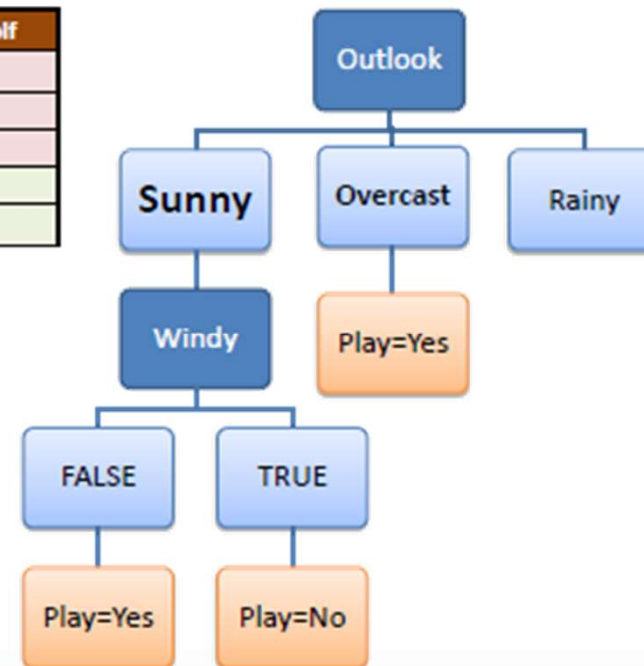 Outlook
Sunny
Overcast
Rainy
Windy
Play=Yes
FALSE
TRUE
Play=Yes
Play=No